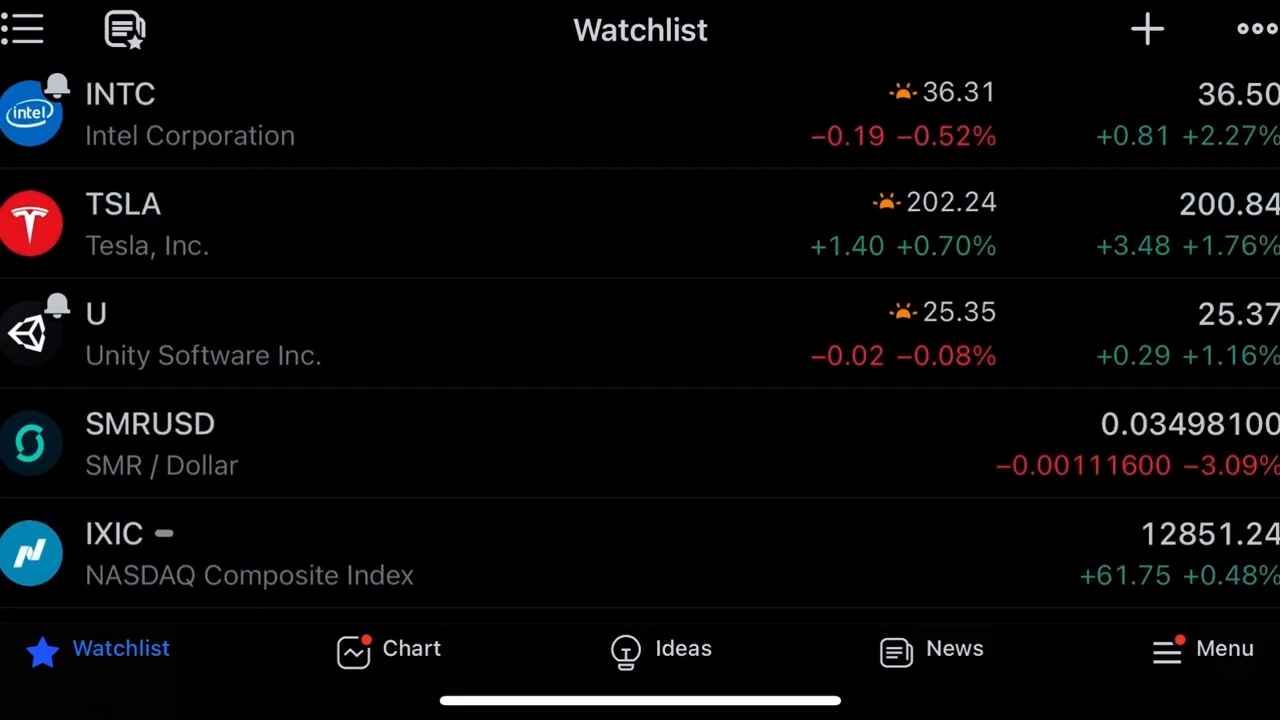 Watchlist
intel
INTC 36.31 36.50
Intel Corporation −0.19 −0.52% +0.81 +2.27%
TSLA 202.24 200.84
Tesla, Inc. +1.40 +0.70% +3.48 +1.76%
U 25.35 25.37
Unity Software Inc. −0.02 −0.08% +0.29 +1.16%
SMRUSD 0.03498100
SMR / Dollar −0.00111600 −3.09%
IXIC 12851.24
NASDAQ Composite Index +61.75 +0.48%
Watchlist Chart Ideas News Menu